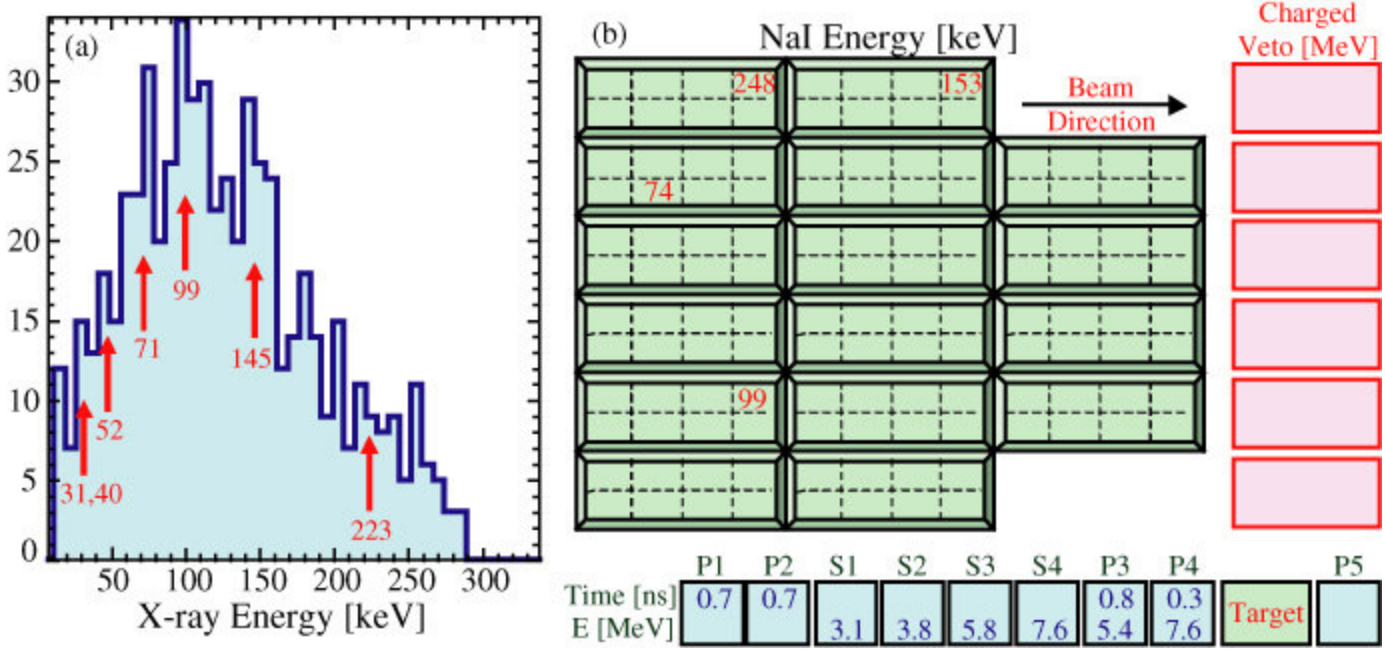 (a)
30
25
20
15
10
5
0
99
71
145
52
31,40
223
50 100 150 200 250 300
X-ray Energy [keV]
(b)
NaI Energy [keV]
Charged
Veto [MeV]
248
153
Beam
Direction
74
99
P1 P2 S1 S2 S3 S4 P3 P4 P5
Time [ns] 0.7 0.7 0.8 0.3
E [MeV] 3.1 3.8 5.8 7.6 5.4 7.6
Target